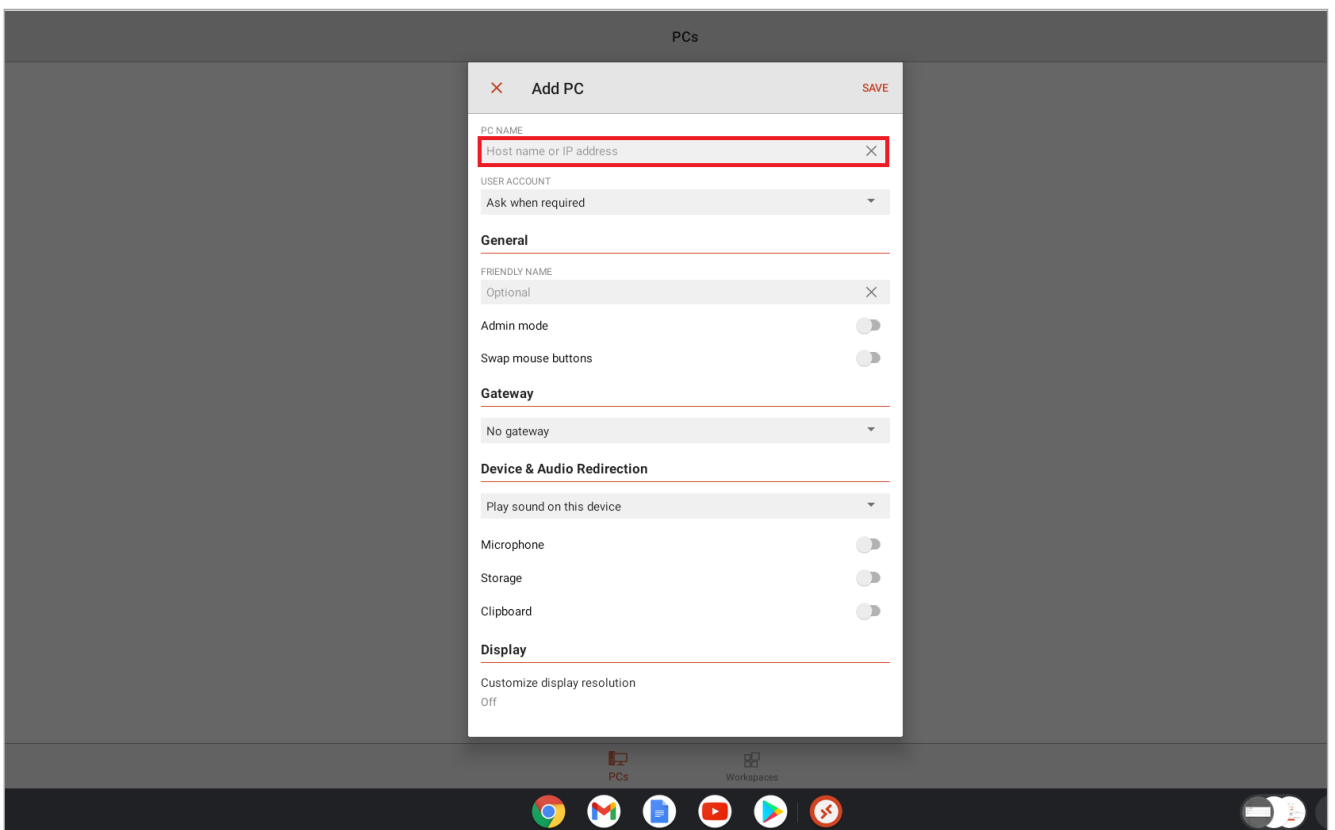 PCs
Add PC
SAVE
PC NAME
Host name or IP address
USER ACCOUNT
Ask when required
General
FRIENDLY NAME
Optional
Admin mode
Swap mouse buttons
Gateway
No gateway
Device & Audio Redirection
Play sound on this device
Microphone
Storage
Clipboard
Display
Customize display resolution
Off
PCs
Workspaces